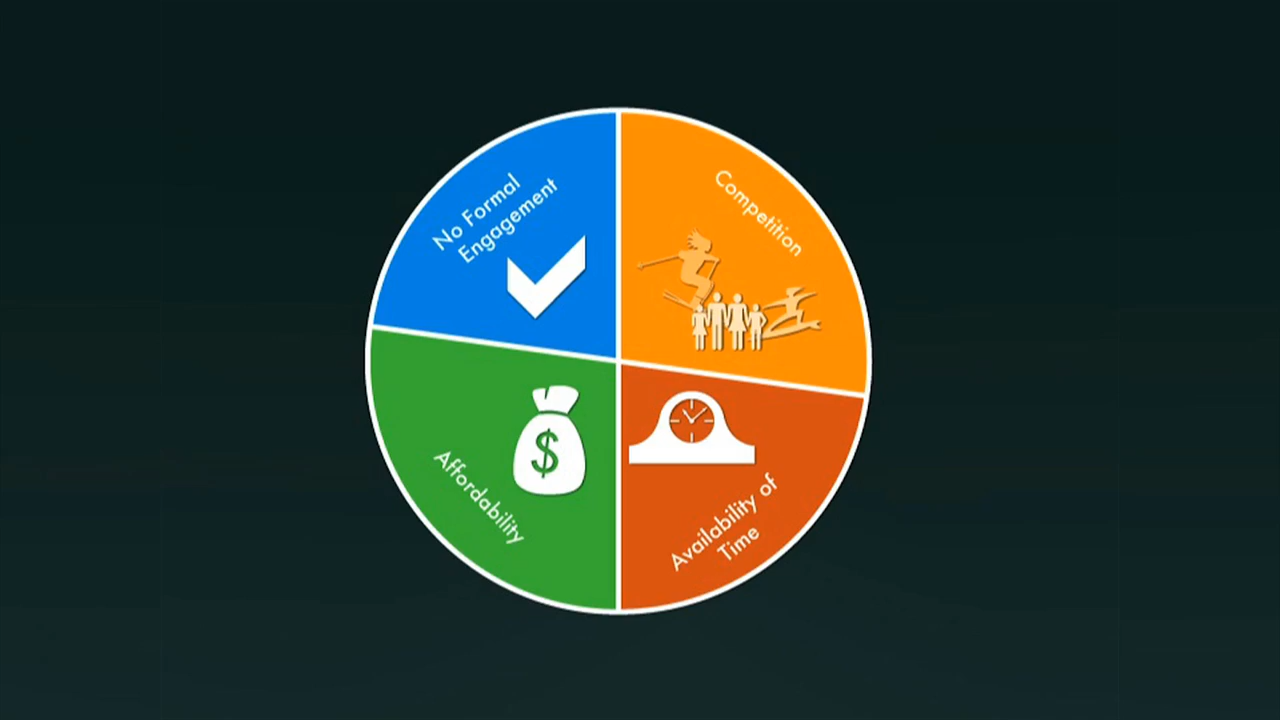 No Formal
Engagement
Competition
Affordability
$
Availability of
Time